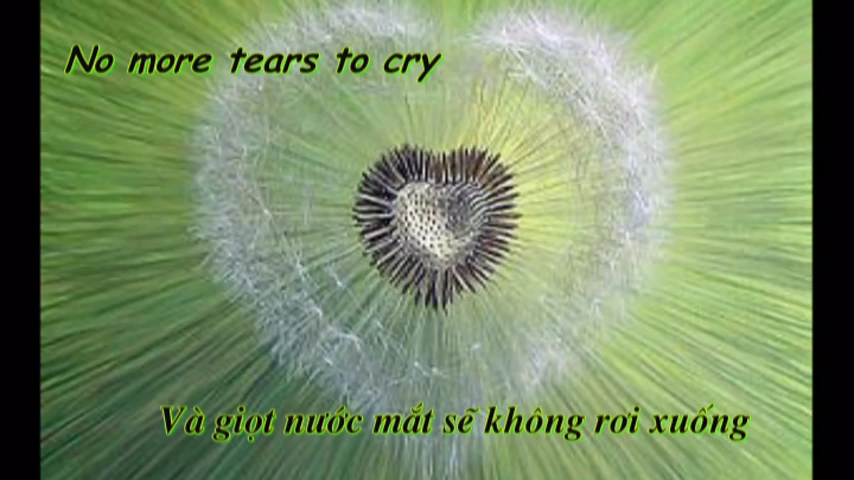 No more tears to cry
Và giọt nước mắt sẽ không rơi xuống